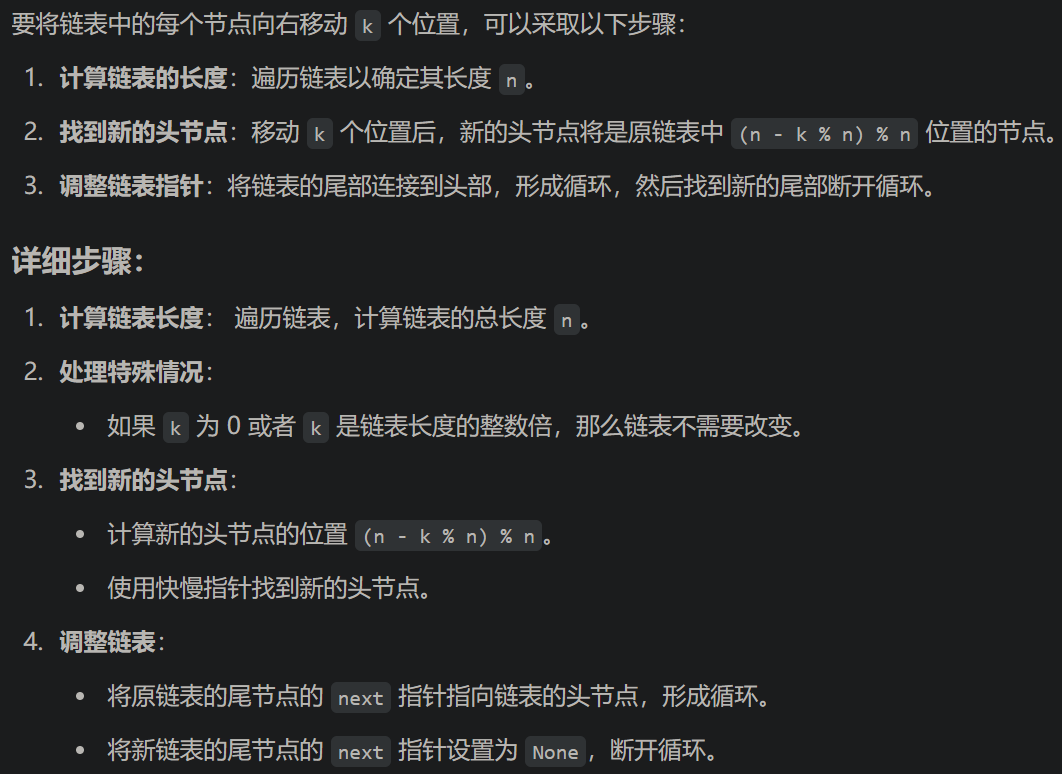 要将链表中的每个节点向右移动 k 个位置，可以采取以下步骤：
1. 计算链表的长度：遍历链表以确定其长度 n。
2. 找到新的头节点：移动 k 个位置后，新的头节点将是原链表中 (n - k % n) % n 位置的节点。
3. 调整链表指针：将链表的尾部连接到头部，形成循环，然后找到新的尾部断开循环。
详细步骤：
1. 计算链表长度： 遍历链表，计算链表的总长度 n。
2. 处理特殊情况：
• 如果 k 为 0 或者 k 是链表长度的整数倍，那么链表不需要改变。
3. 找到新的头节点：
• 计算新的头节点的位置 (n - k % n) % n。
• 使用快慢指针找到新的头节点。
4. 调整链表：
• 将原链表的尾节点的 next 指针指向链表的头节点，形成循环。
• 将新链表的尾节点的 next 指针设置为 None，断开循环。